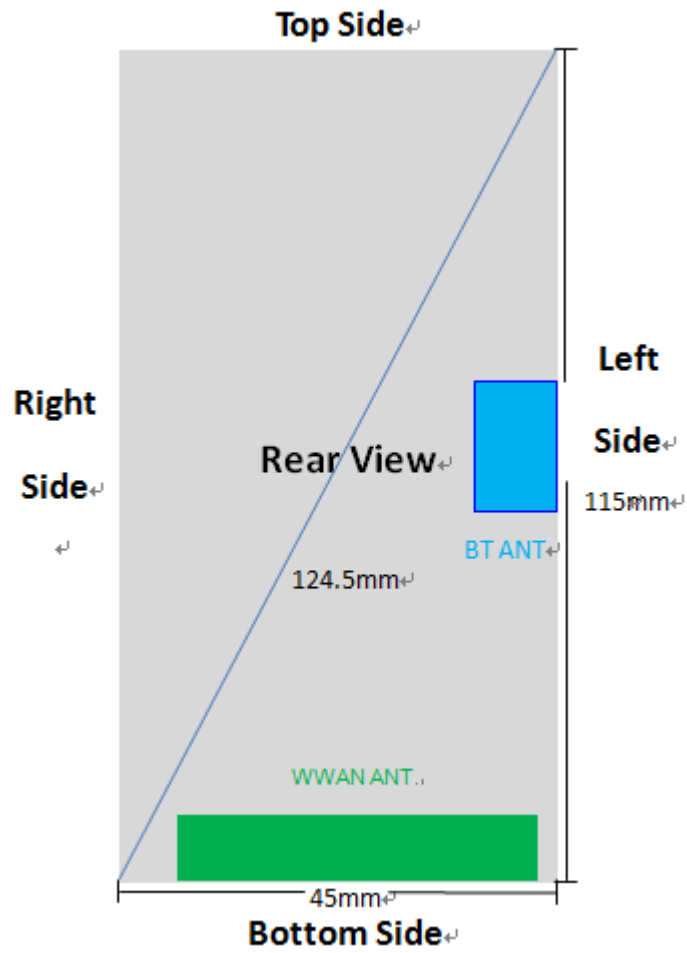 Top Side
Left
Right
Side
Rear View
Side
115mm
BT ANT
124.5mm
WWAN ANT.
45mm
Bottom Side